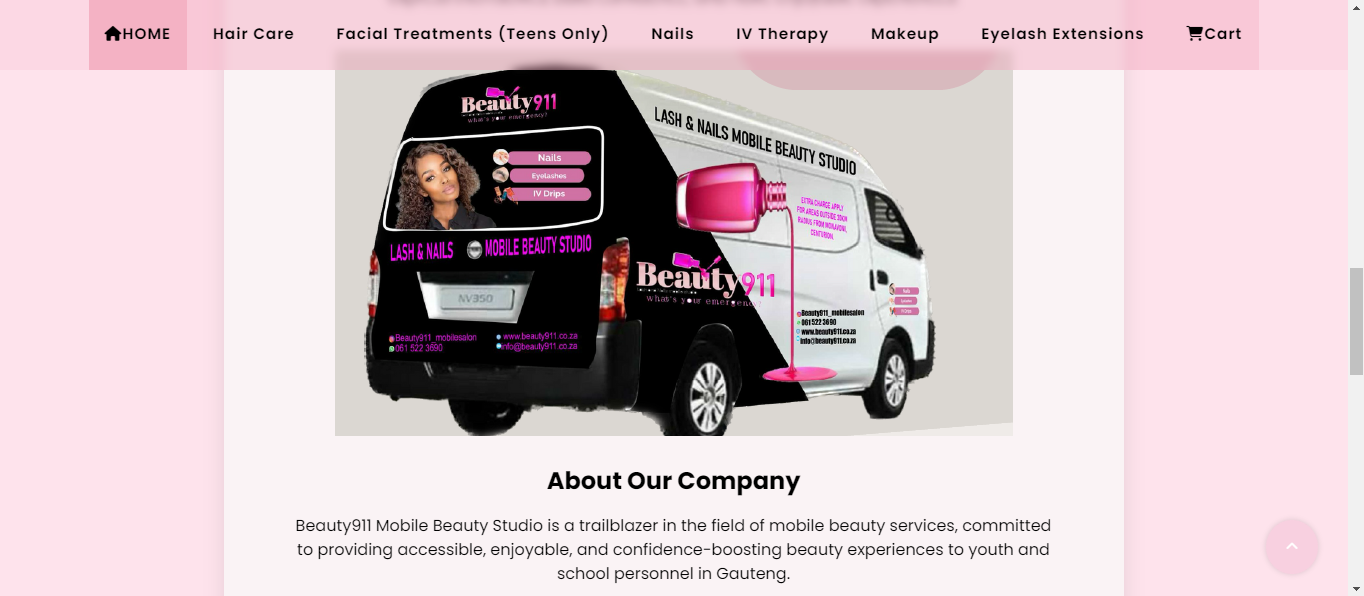 HOME
Hair Care
Facial Treatments (Teens Only)
Nails
IV Therapy
Makeup
Eyelash Extensions
Cart
Beauty911
what's your emergency?
Nails
Eyelashes
IV Drips
LASH & NAILS MOBILE BEAUTY STUDIO
NV350
Beauty911_mobilesalon
061 522 3690
www.beauty911.co.za
info@beauty911.co.za
LASH & NAILS MOBILE BEAUTY STUDIO
EXTRA CHARGE APPLY
FOR AREAS OUTSIDE 30KM
RADIUS FROM MONAVONI,
CENTURION.
Beauty911
what's your emergenc ?
Beauty911_mobilesalon
061 522 3690
www.beauty911.co.za
info@beauty911.co.za
Nails
Eyelashes
IV Drips
About Our Company
Beauty911 Mobile Beauty Studio is a trailblazer in the field of mobile beauty services, committed
to providing accessible, enjoyable, and confidence-boosting beauty experiences to youth and
school personnel in Gauteng.